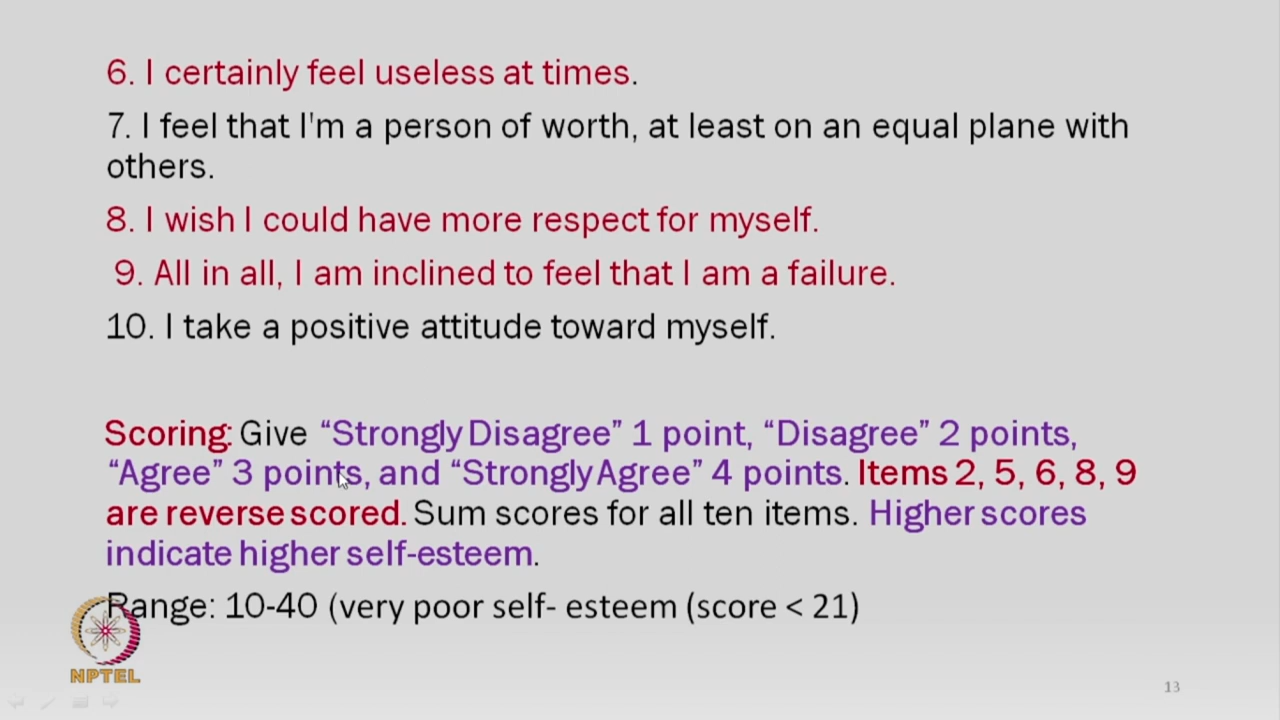 6. I certainly feel useless at times.
7. I feel that I'm a person of worth, at least on an equal plane with
others.
8. I wish I could have more respect for myself.
9. All in all, I am inclined to feel that I am a failure.
10. I take a positive attitude toward myself.
Scoring: Give “Strongly Disagree” 1 point, “Disagree” 2 points,
“Agree” 3 points, and “Strongly Agree” 4 points. Items 2, 5, 6, 8, 9
are reverse scored. Sum scores for all ten items. Higher scores
indicate higher self-esteem.
Range: 10-40 (very poor self- esteem (score < 21)
NPTEL
13